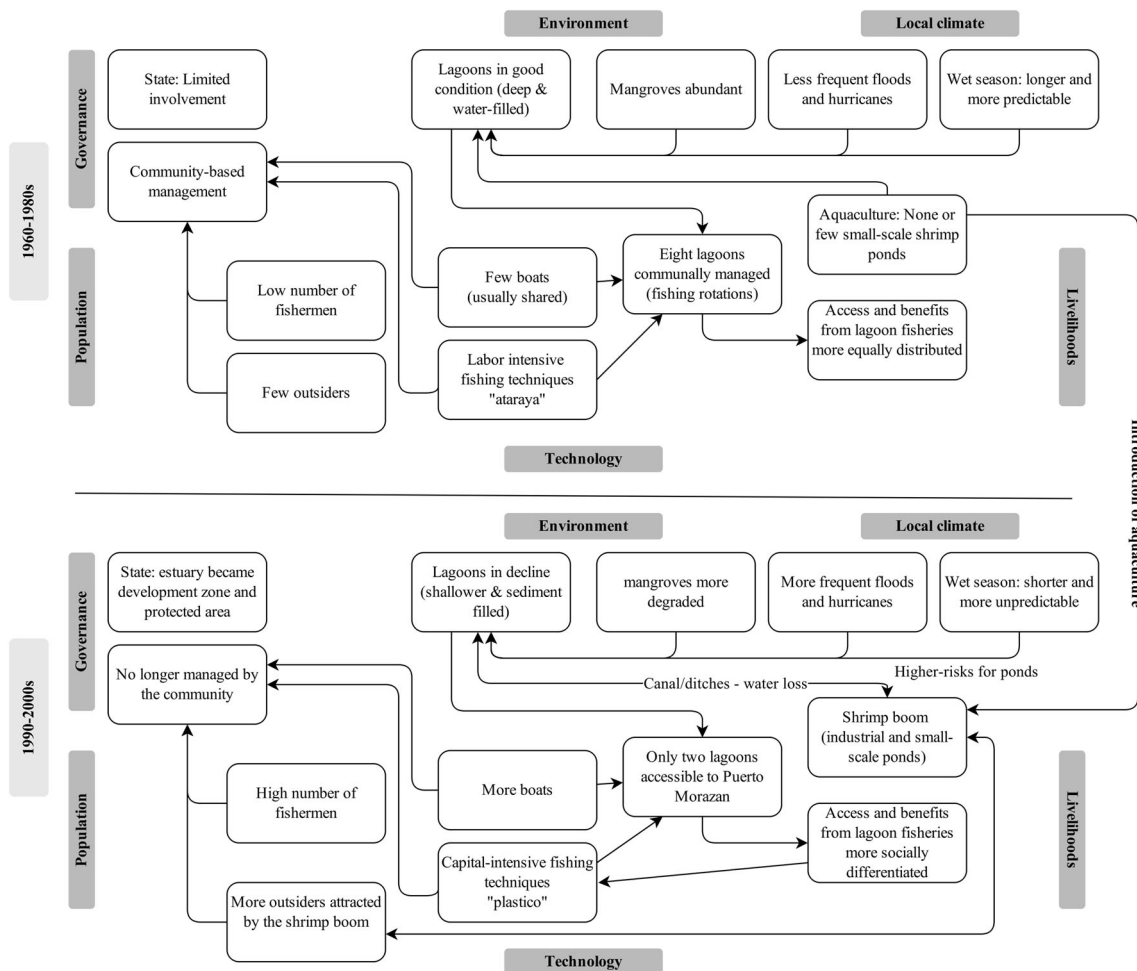 Environment
Local climate
1960-1980s
Governance
Population
Livelihoods
State: Limited
involvement
Lagoons in good
condition (deep &
water-filled)
Mangroves abundant
Less frequent floods
and hurricanes
Wet season: longer and
more predictable
Community-based
management
Aquaculture: None or
few small-scale shrimp
ponds
Eight lagoons
communally managed
(fishing rotations)
Few boats
(usually shared)
Low number of
fishermen
Access and benefits
from lagoon fisheries
more equally distributed
Labor intensive
fishing techniques
"ataraya"
Few outsiders
Technology
Introduction of aquaculture
Environment
Local climate
1990-2000s
Governance
Population
Livelihoods
State: estuary became
development zone and
protected area
Lagoons in decline
(shallower & sediment
filled)
mangroves more
degraded
More frequent floods
and hurricanes
Wet season: shorter and
more unpredictable
No longer managed by
the community
Higher-risks for ponds
Canal/ditches - water loss
Shrimp boom
(industrial and small-
scale ponds)
Only two lagoons
accessible to Puerto
Morazan
More boats
High number of
fishermen
Access and benefits
from lagoon fisheries
more socially
differentiated
Capital-intensive fishing
techniques
"plastico"
More outsiders attracted
by the shrimp boom
Technology